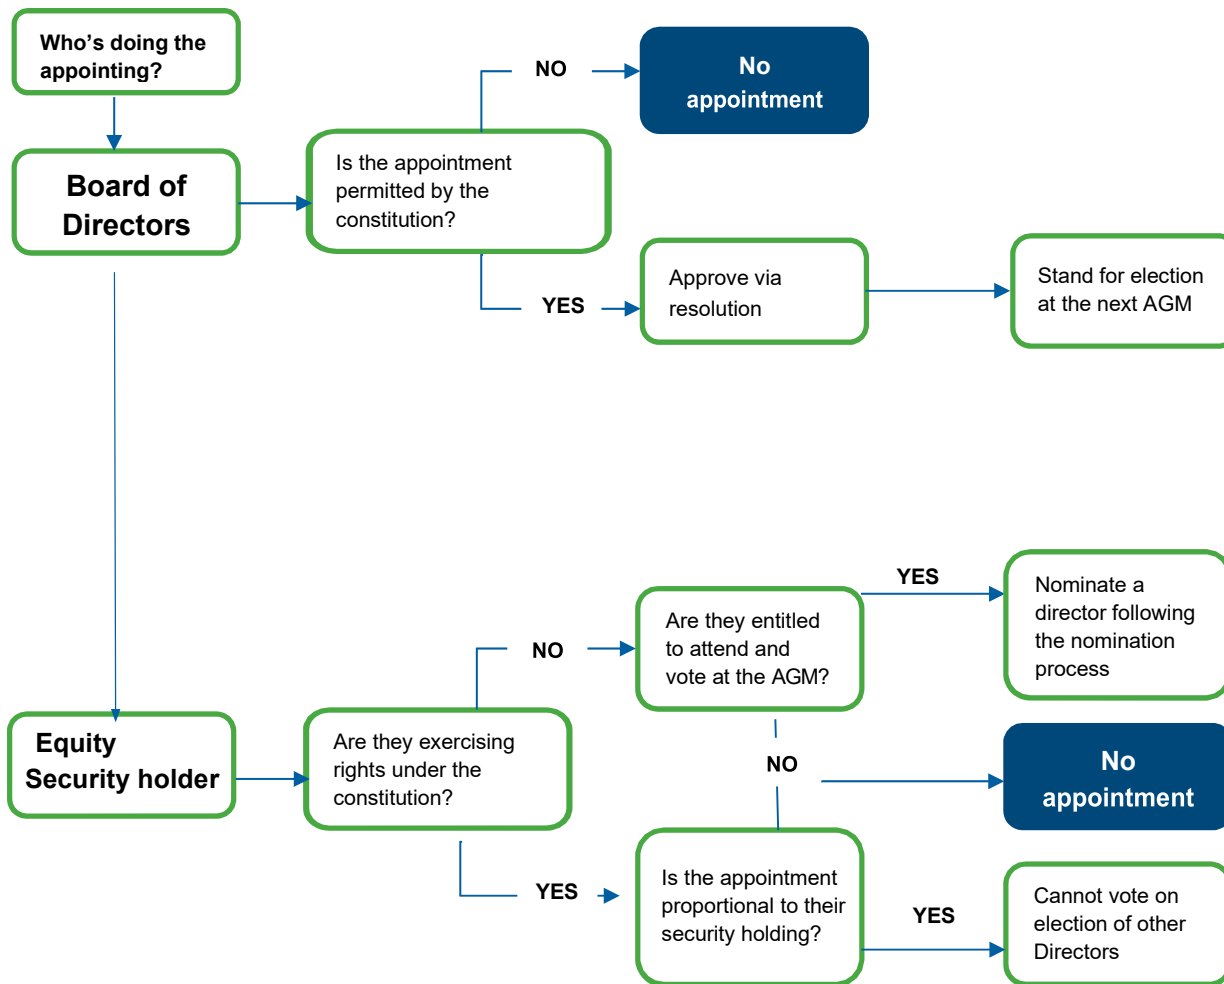 Who's doing the
appointing?
NO
No
appointment
Board of
Directors
Is the appointment
permitted by the
constitution?
YES
Approve via
resolution
Stand for election
at the next AGM
Equity
Security holder
Are they exercising
rights under the
constitution?
NO
Are they entitled
to attend and
vote at the AGM?
YES
Nominate a
director following
the nomination
process
NO
No
appointment
YES
Is the appointment
proportional to their
security holding?
YES
Cannot vote on
election of other
Directors